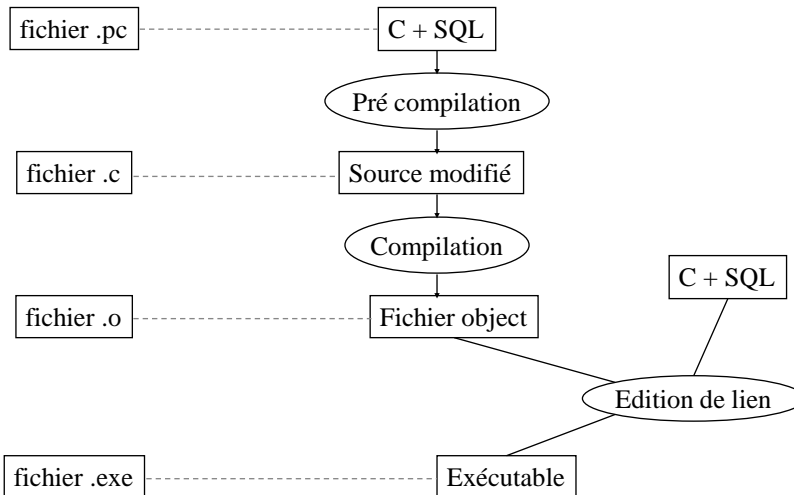 fichier .pc
C + SQL
Pré compilation
fichier .c
Source modifié
Compilation
C + SQL
fichier .o
Fichier object
Edition de lien
fichier .exe
Exécutable